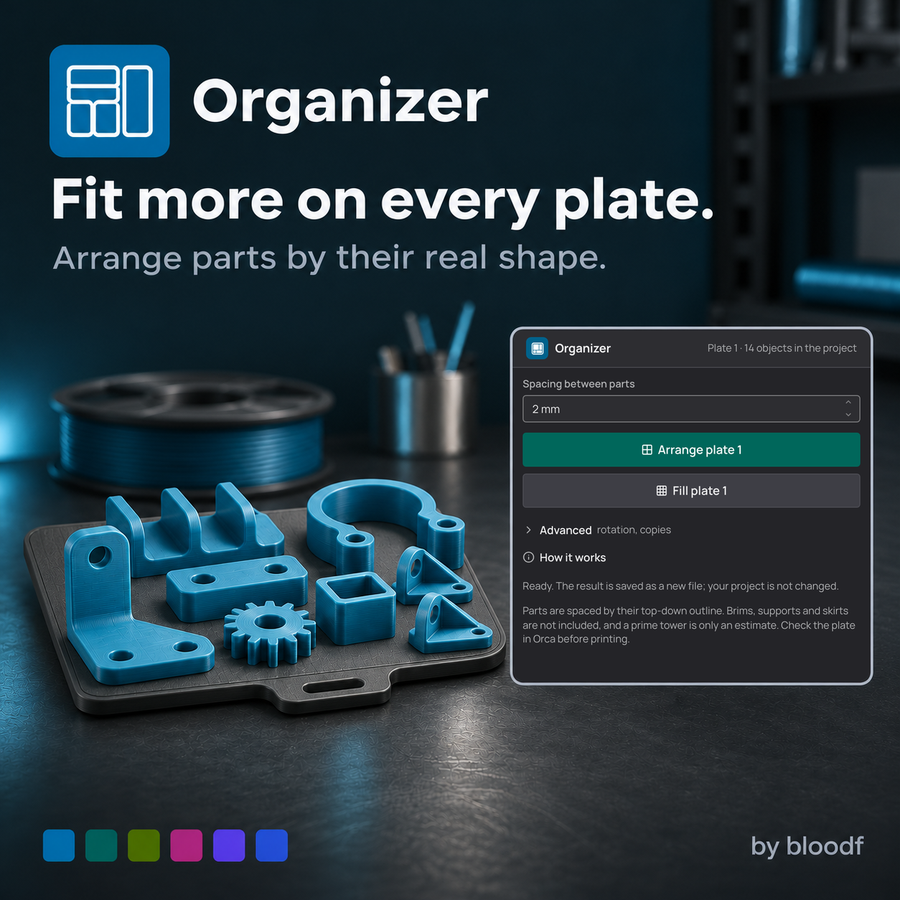 Organizer
Fit more on every plate.
Arrange parts by their real shape.
Organizer
Plate 1 · 14 objects in the project
Spacing between parts
2 mm
Arrange plate 1
Fill plate 1
Advanced rotation, copies
How it works
Ready. The result is saved as a new file; your project is not changed.
Parts are spaced by their top-down outline. Brims, supports and skirts
are not included, and a prime tower is only an estimate. Check the plate
in Orca before printing.
by bloodf